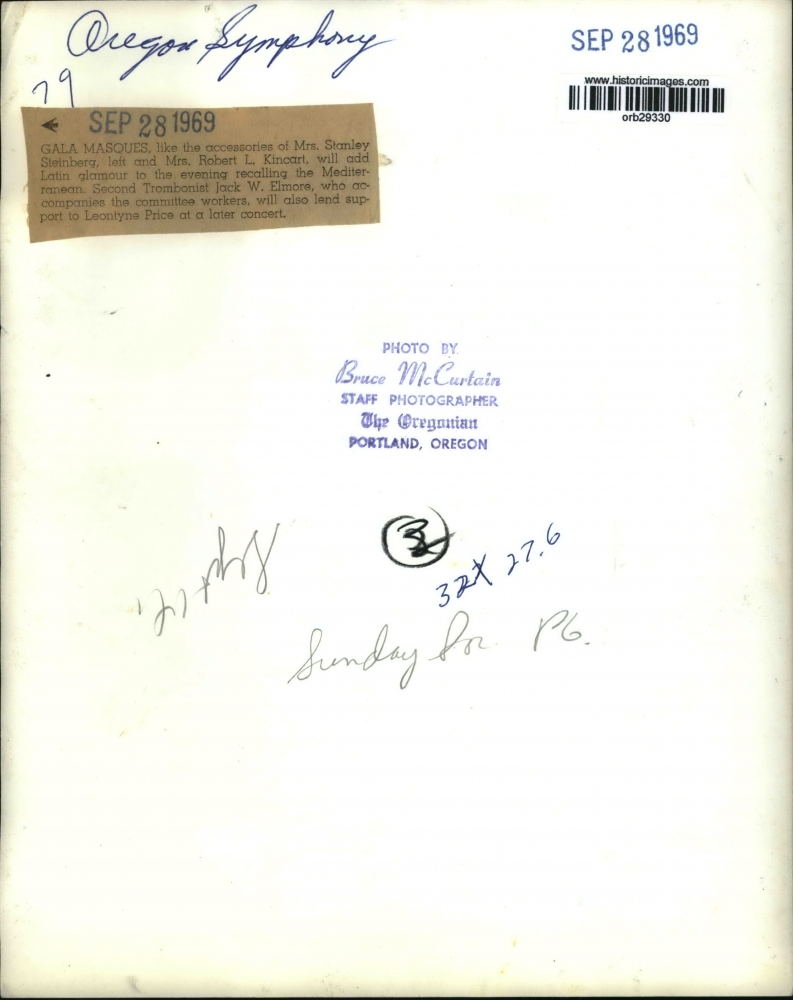 Oregon Symphony
SEP 28 1969
79
www.historicimages.com
orb29330
SEP 28 1969
GALA MASQUES, like the accessories of Mrs. Stanley
Steinberg, left and Mrs. Robert L. Kincart, will add
Latin glamour to the evening recalling the Mediter-
ranean. Second Trombonist Jack W. Elmore, who ac-
companies the committee workers, will also lend sup-
port to Leontyne Price at a later concert.
PHOTO BY
Bruce McCurtain
STAFF PHOTOGRAPHER
The Oregonian
PORTLAND, OREGON
32 X 27.6
Sunday Soc PG.